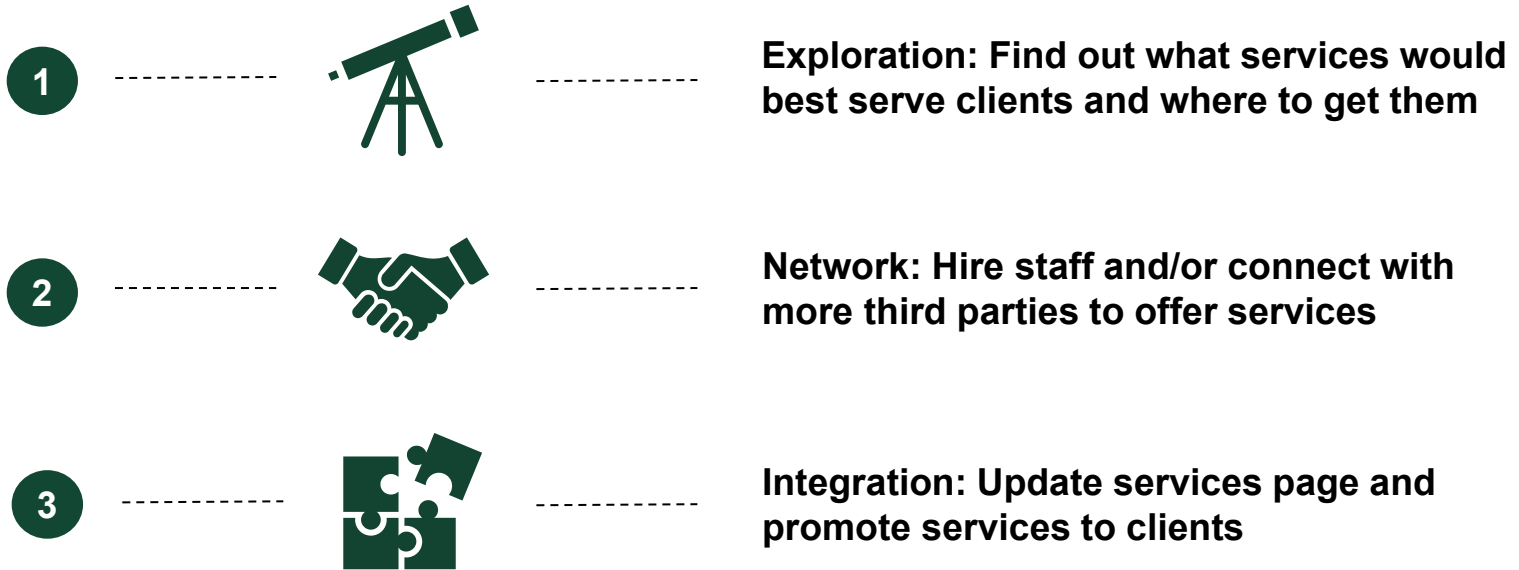 1
Exploration: Find out what services would
best serve clients and where to get them
2
Network: Hire staff and/or connect with
more third parties to offer services
3
Integration: Update services page and
promote services to clients